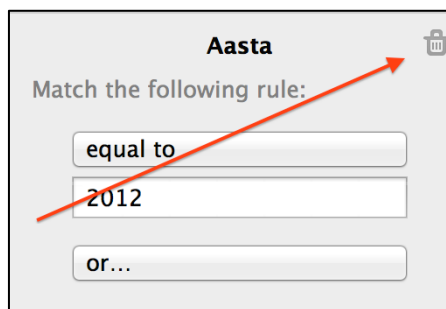 Aasta
Match the following rule:
equal to
2012
or...